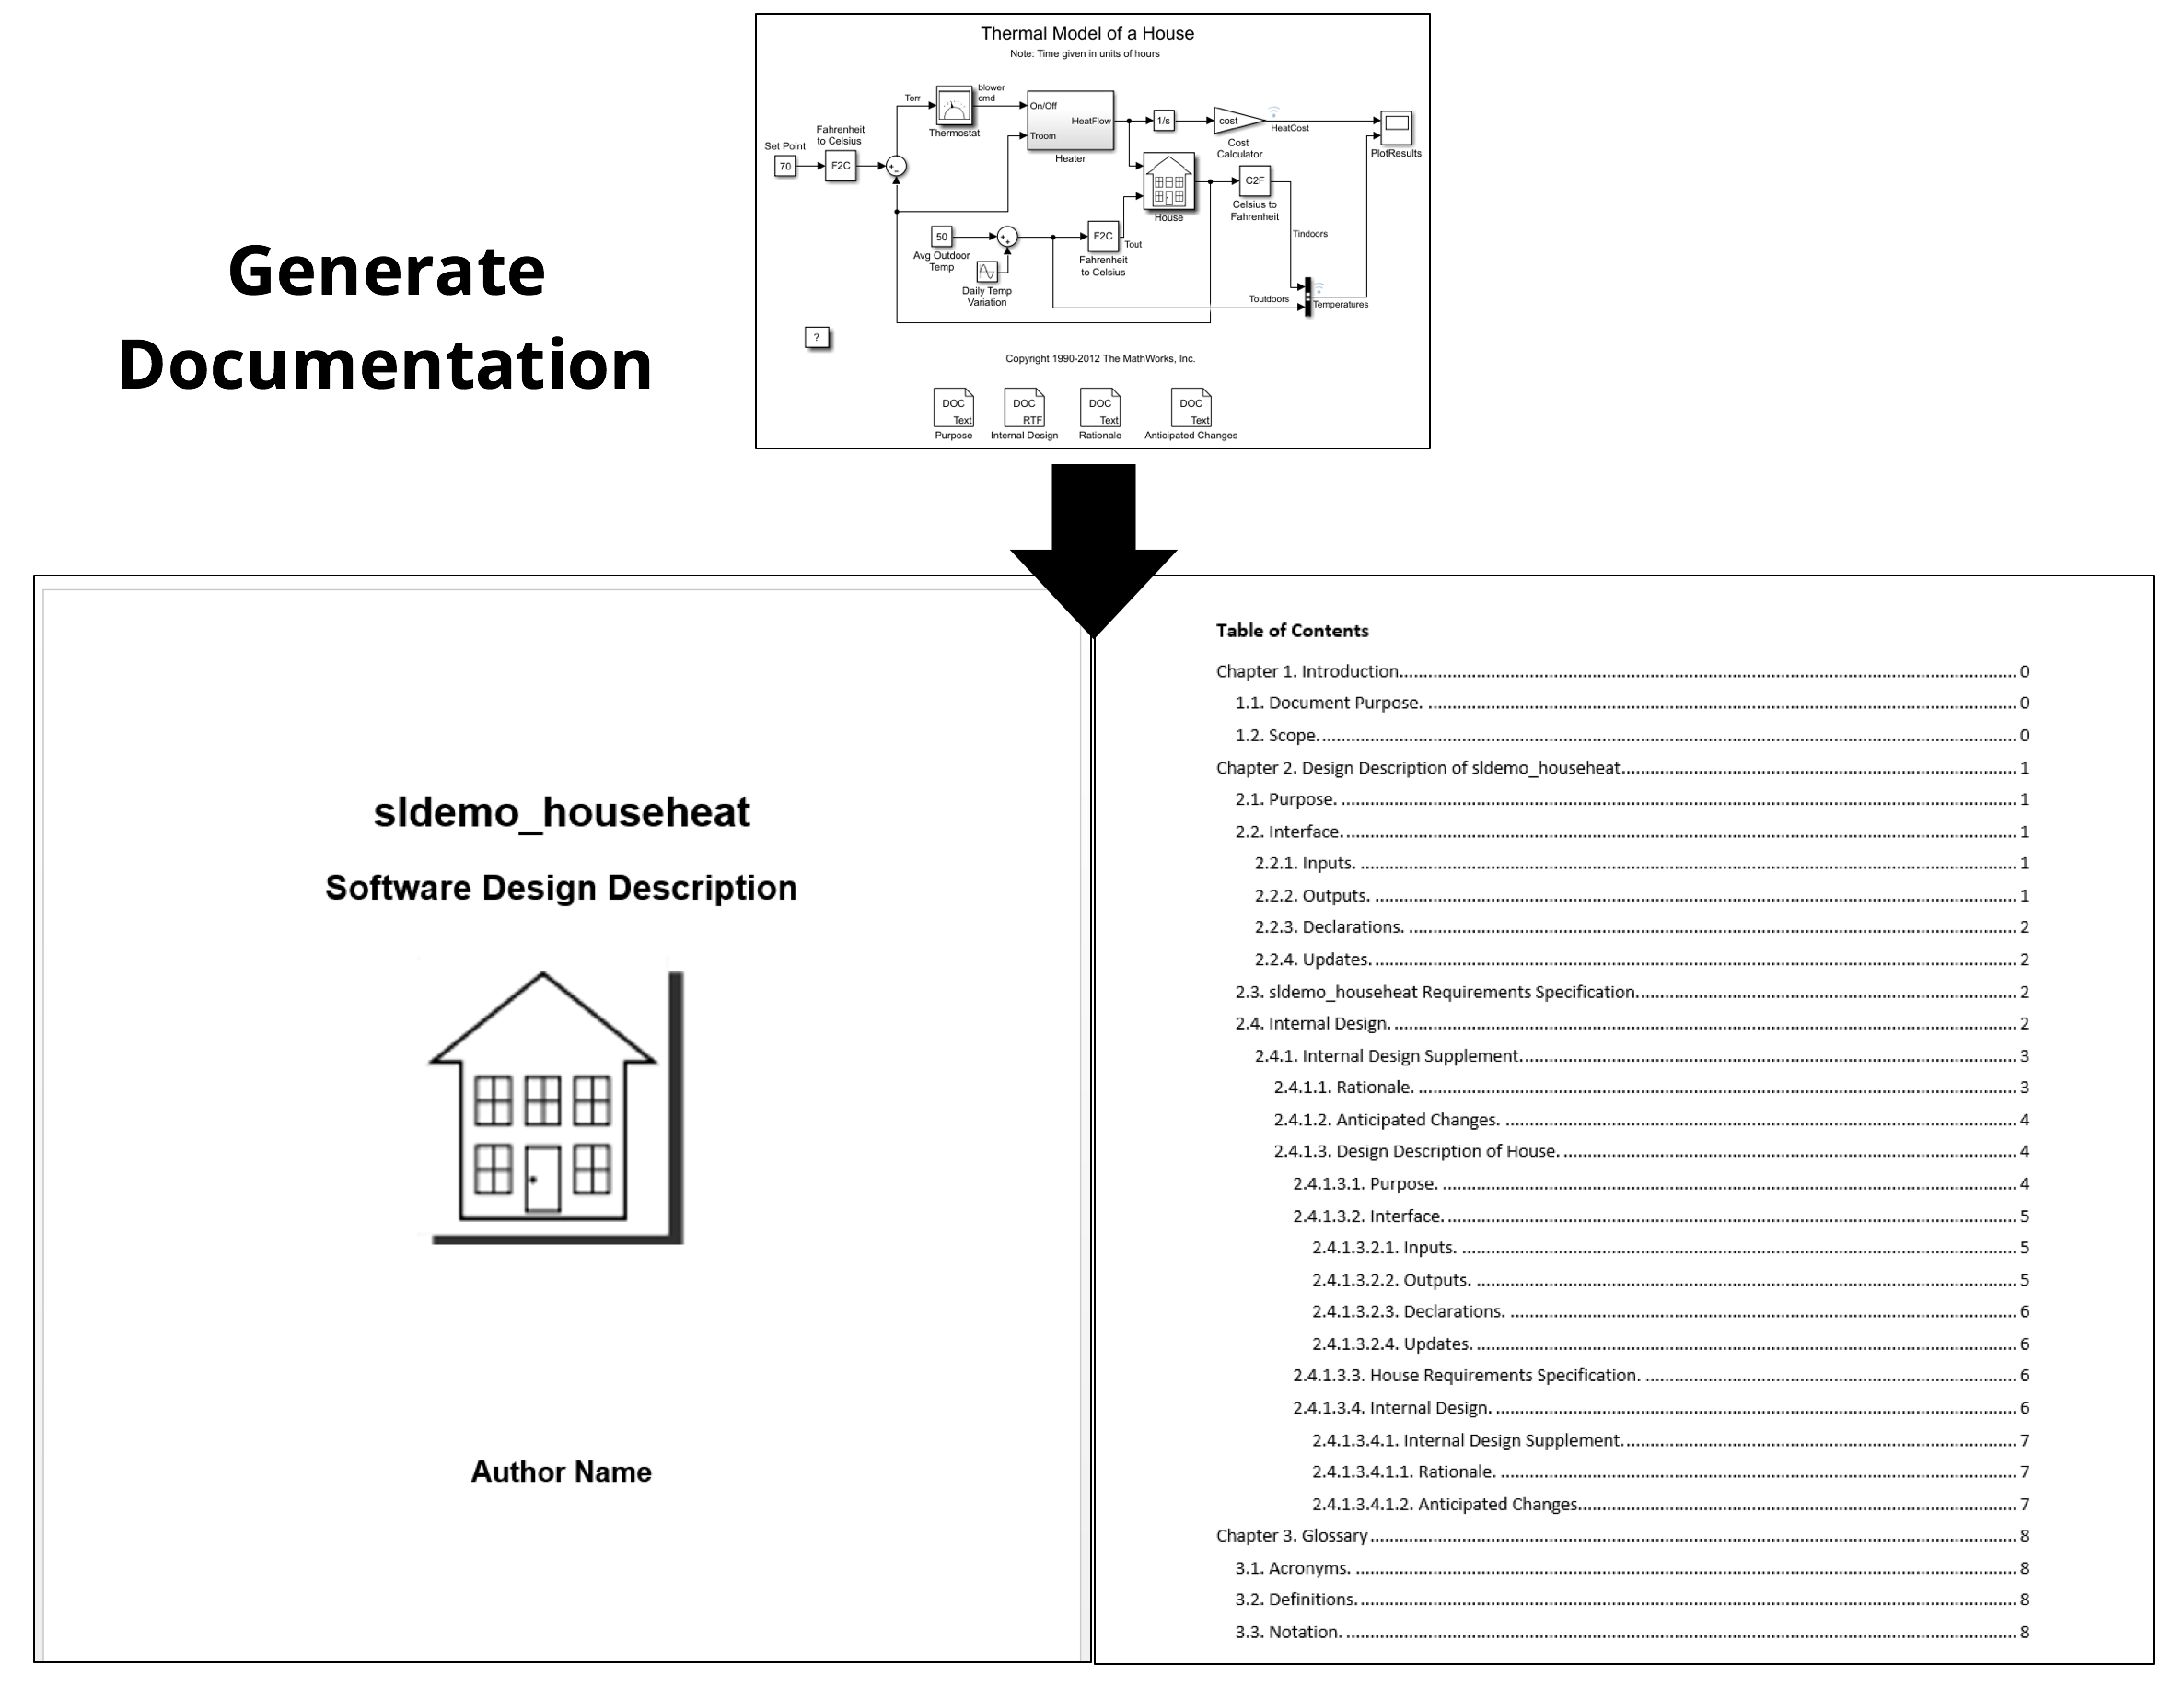 Generate
Documentation
Thermal Model of a House
Note: Time given in units of hours
Terr
blower
cmd
Thermostat
On/Off
HeatFlow
Troom
Heater
1/s
cost
Cost
Calculator
HeatCost
PlotResults
Set Point
70
Fahrenheit
to Celsius
F2C
+
-
House
C2F
Celsius to
Fahrenheit
Tindoors
50
Avg Outdoor
Temp
+
+
Daily Temp
Variation
F2C
Fahrenheit
to Celsius
Tout
Toutdoors
Temperatures
?
Copyright 1990-2012 The MathWorks, Inc.
DOC
Text
Purpose
DOC
RTF
Internal Design
DOC
Text
Rationale
DOC
Text
Anticipated Changes
sldemo_househeat
Software Design Description
Author Name
Table of Contents
Chapter 1. Introduction 0
1.1. Document Purpose. 0
1.2. Scope. 0
Chapter 2. Design Description of sldemo_househeat 1
2.1. Purpose. 1
2.2. Interface. 1
2.2.1. Inputs. 1
2.2.2. Outputs. 1
2.2.3. Declarations. 2
2.2.4. Updates. 2
2.3. sldemo_househeat Requirements Specification. 2
2.4. Internal Design. 2
2.4.1. Internal Design Supplement. 3
2.4.1.1. Rationale. 3
2.4.1.2. Anticipated Changes. 4
2.4.1.3. Design Description of House. 4
2.4.1.3.1. Purpose. 4
2.4.1.3.2. Interface. 5
2.4.1.3.2.1. Inputs. 5
2.4.1.3.2.2. Outputs. 5
2.4.1.3.2.3. Declarations. 6
2.4.1.3.2.4. Updates. 6
2.4.1.3.3. House Requirements Specification. 6
2.4.1.3.4. Internal Design. 6
2.4.1.3.4.1. Internal Design Supplement. 7
2.4.1.3.4.1.1. Rationale. 7
2.4.1.3.4.1.2. Anticipated Changes. 7
Chapter 3. Glossary 8
3.1. Acronyms. 8
3.2. Definitions. 8
3.3. Notation. 8